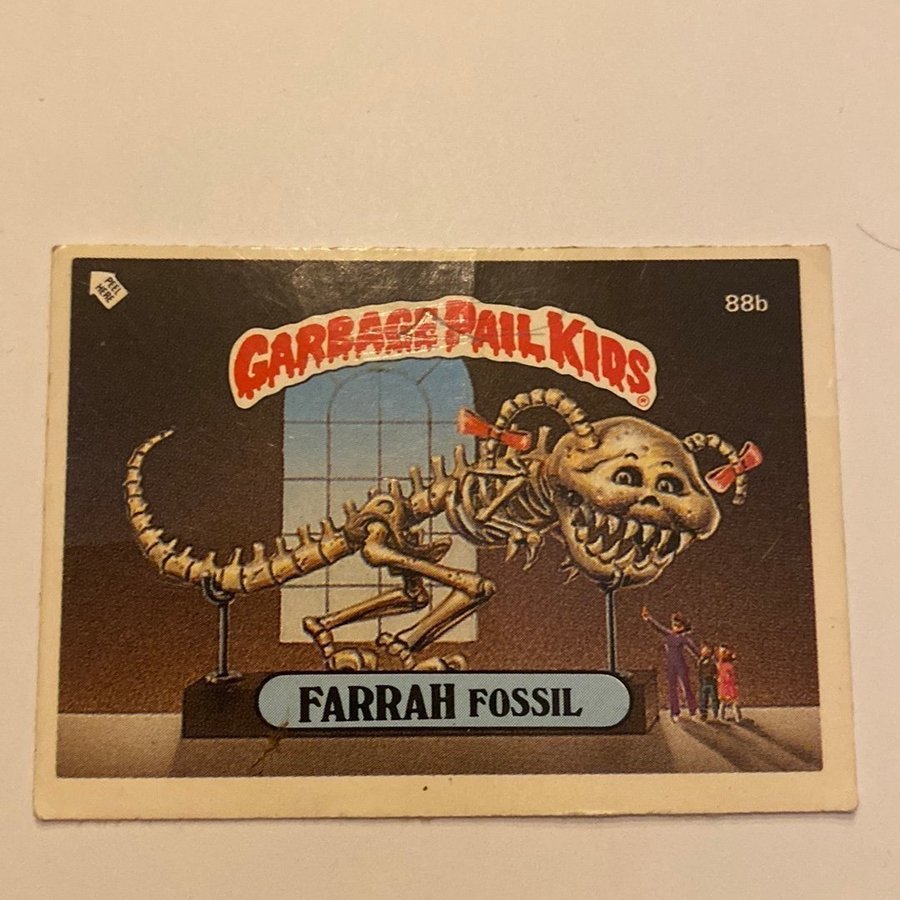 PEEL
HERE
88b
GARBAGE PAIL KIDS
®
FARRAH FOSSIL